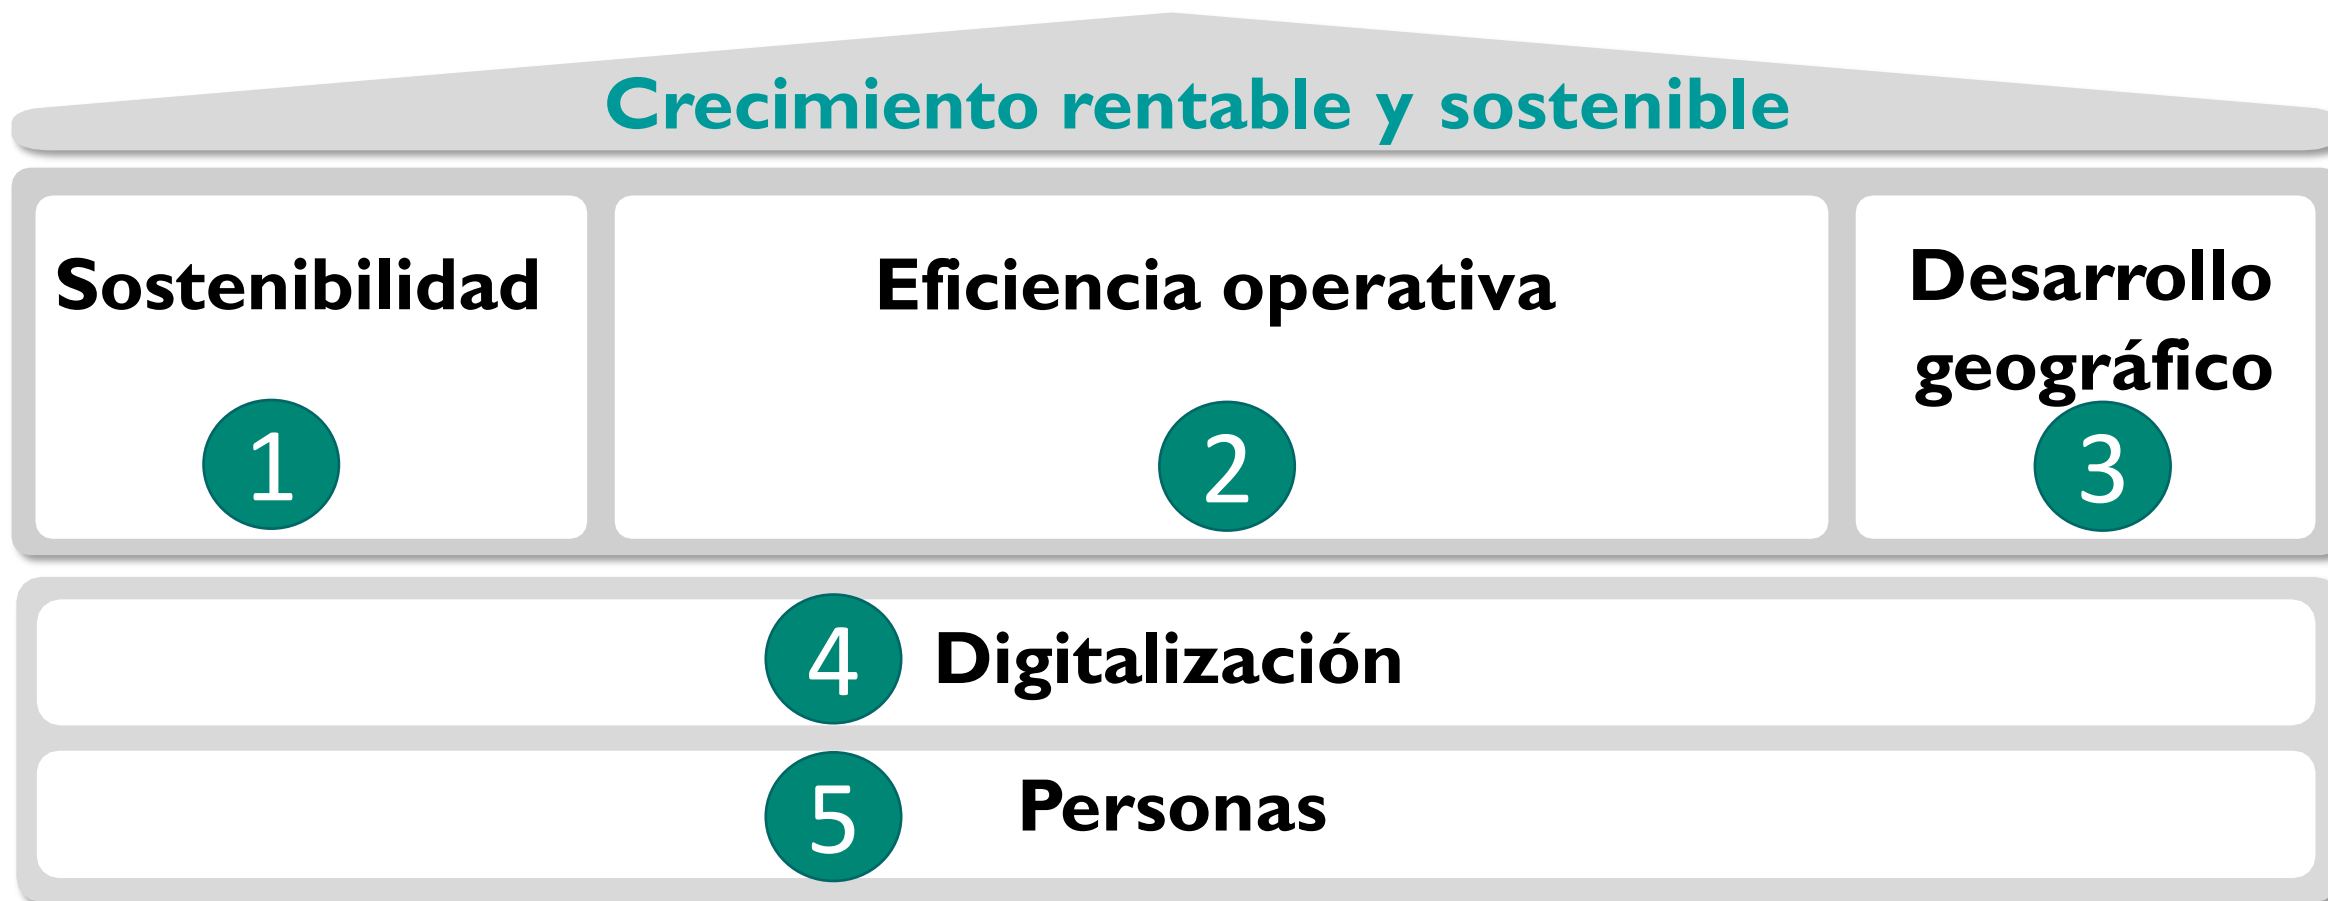 Crecimiento rentable y sostenible
Sostenibilidad
1
Eficiencia operativa
2
Desarrollo
geográfico
3
4 Digitalización
5 Personas